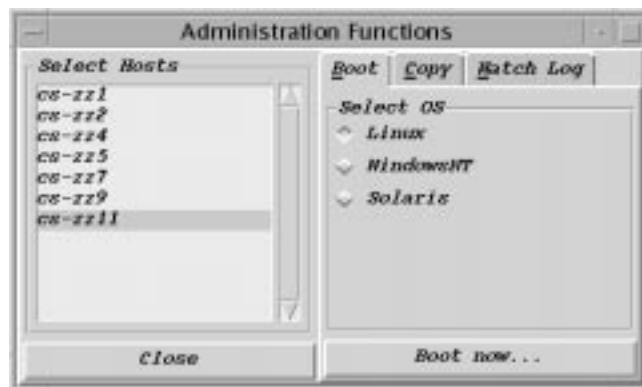 Administration Functions
Select Hosts
cs-zz1
cs-zz2
cs-zz4
cs-zz5
cs-zz7
cs-zz9
cs-zz11
Close
Boot Copy Watch Log
Select OS
Linux
WindowsNT
Solaris
Boot now...